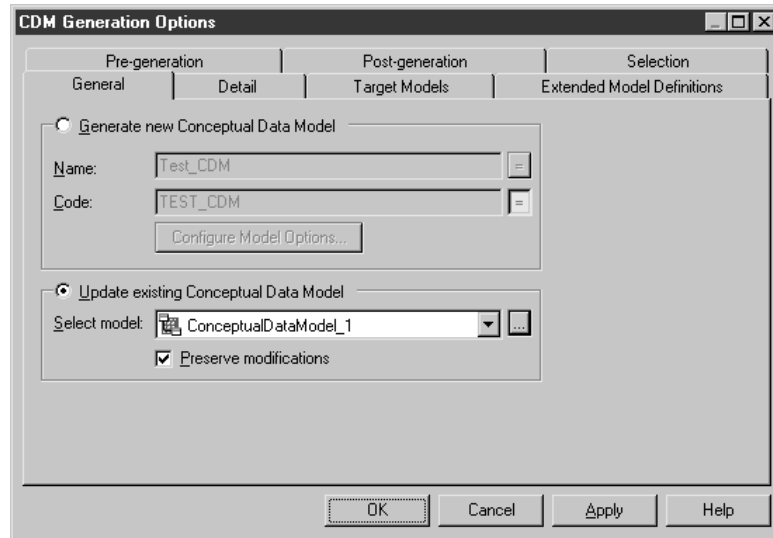 CDM Generation Options
Pre-generation Post-generation Selection
General Detail Target Models Extended Model Definitions
Generate new Conceptual Data Model
Name: Test_CDM =
Code: TEST_CDM =
Configure Model Options...
Update existing Conceptual Data Model
Select model: ConceptualDataModel_1 ...
Preserve modifications
OK Cancel Apply Help